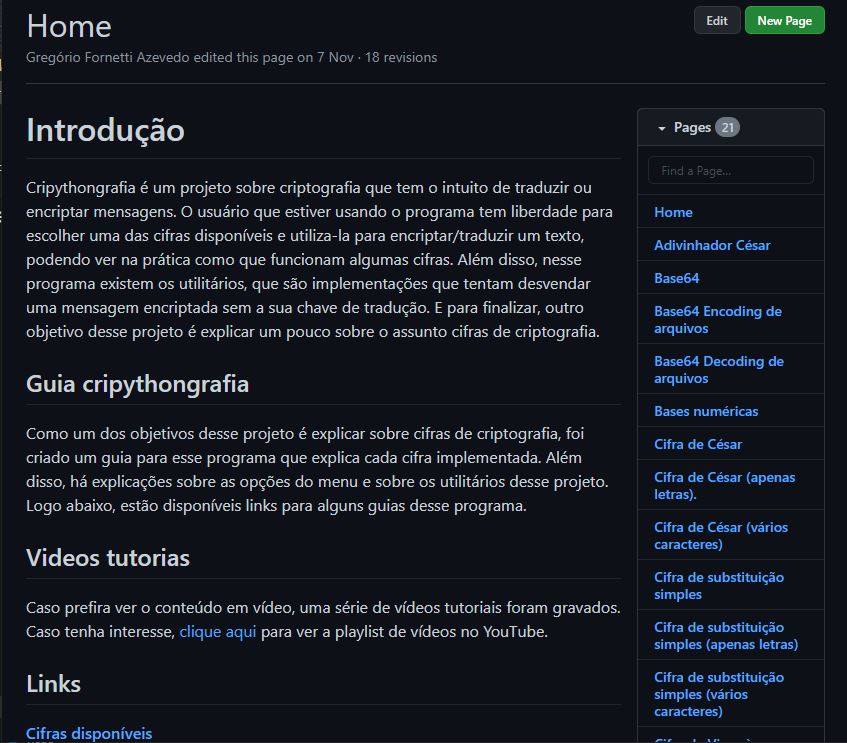 Home
Edit
New Page
Gregório Fornetti Azevedo edited this page on 7 Nov · 18 revisions
Introdução
Cripythongrafia é um projeto sobre criptografia que tem o intuito de traduzir ou
encriptar mensagens. O usuário que estiver usando o programa tem liberdade para
escolher uma das cifras disponíveis e utiliza-la para encriptar/traduzir um texto,
podendo ver na prática como que funcionam algumas cifras. Além disso, nesse
programa existem os utilitários, que são implementações que tentam desvendar
uma mensagem encriptada sem a sua chave de tradução. E para finalizar, outro
objetivo desse projeto é explicar um pouco sobre o assunto cifras de criptografia.
Guia cripythongrafia
Como um dos objetivos desse projeto é explicar sobre cifras de criptografia, foi
criado um guia para esse programa que explica cada cifra implementada. Além
disso, há explicações sobre as opções do menu e sobre os utilitários desse projeto.
Logo abaixo, estão disponíveis links para alguns guias desse programa.
Videos tutorias
Caso prefira ver o conteúdo em vídeo, uma série de vídeos tutoriais foram gravados.
Caso tenha interesse, clique aqui para ver a playlist de vídeos no YouTube.
Links
Cifras disponíveis
Pages 21
Find a Page...
Home
Adivinhador César
Base64
Base64 Encoding de
arquivos
Base64 Decoding de
arquivos
Bases numéricas
Cifra de César
Cifra de César (apenas
letras).
Cifra de César (vários
caracteres)
Cifra de substituição
simples
Cifra de substituição
simples (apenas letras)
Cifra de substituição
simples (vários
caracteres)